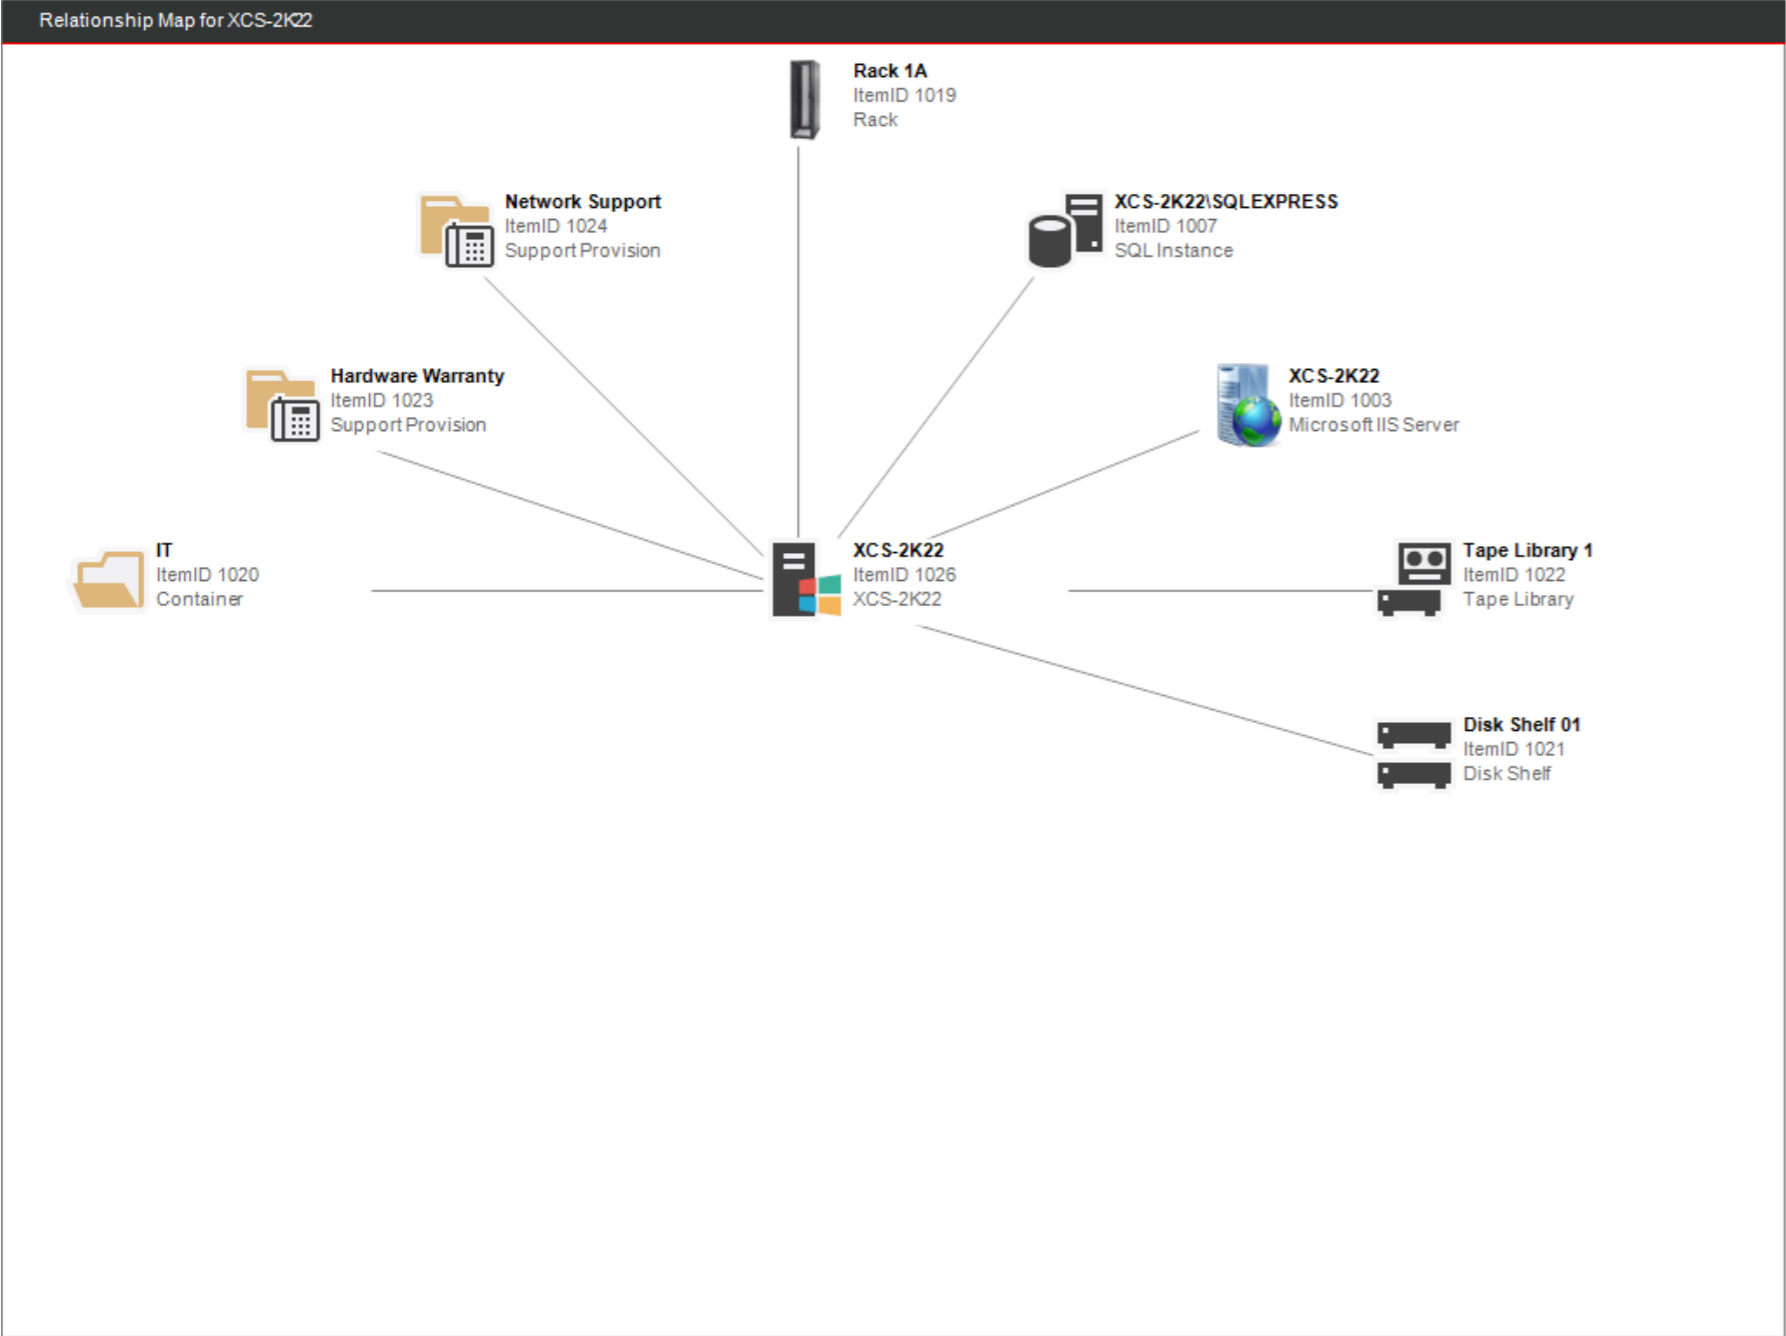 Relationship Map for XCS-2K22
Rack 1A
ItemID 1019
Rack
Network Support
ItemID 1024
Support Provision
XCS-2K22\SQLEXPRESS
ItemID 1007
SQL Instance
Hardware Warranty
ItemID 1023
Support Provision
XCS-2K22
ItemID 1003
Microsoft IIS Server
IT
ItemID 1020
Container
XCS-2K22
ItemID 1026
XCS-2K22
Tape Library 1
ItemID 1022
Tape Library
Disk Shelf 01
ItemID 1021
Disk Shelf